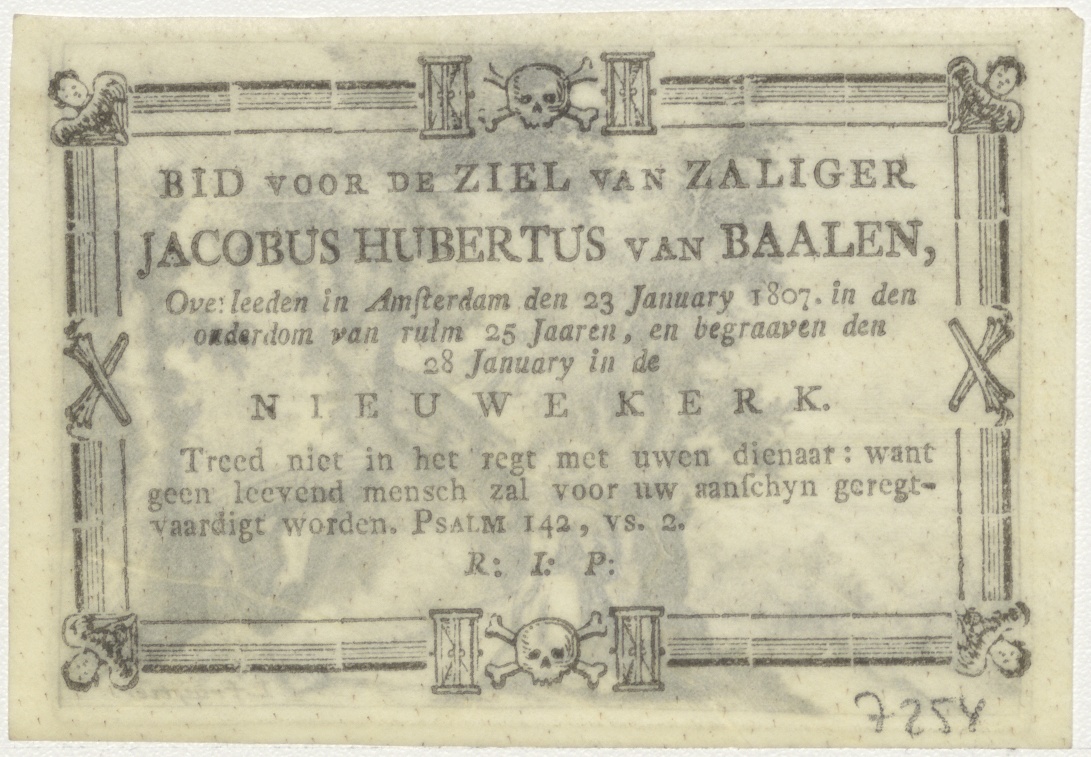 BID VOOR DE ZIEL VAN ZALIGER
JACOBUS HUBERTUS VAN BAALEN,
Overleeden in Amſterdam den 23 January 1807. in den
ouderdom van ruim 25 Jaaren, en begraaven den
28 January in de
NIEUWE KERK.
Treed niet in het regt met uwen dienaar: want
geen leevend mensch zal voor uw aanſchyn geregt-
vaardigt worden. PSALM 142, vs. 2.
R: I: P:
7254